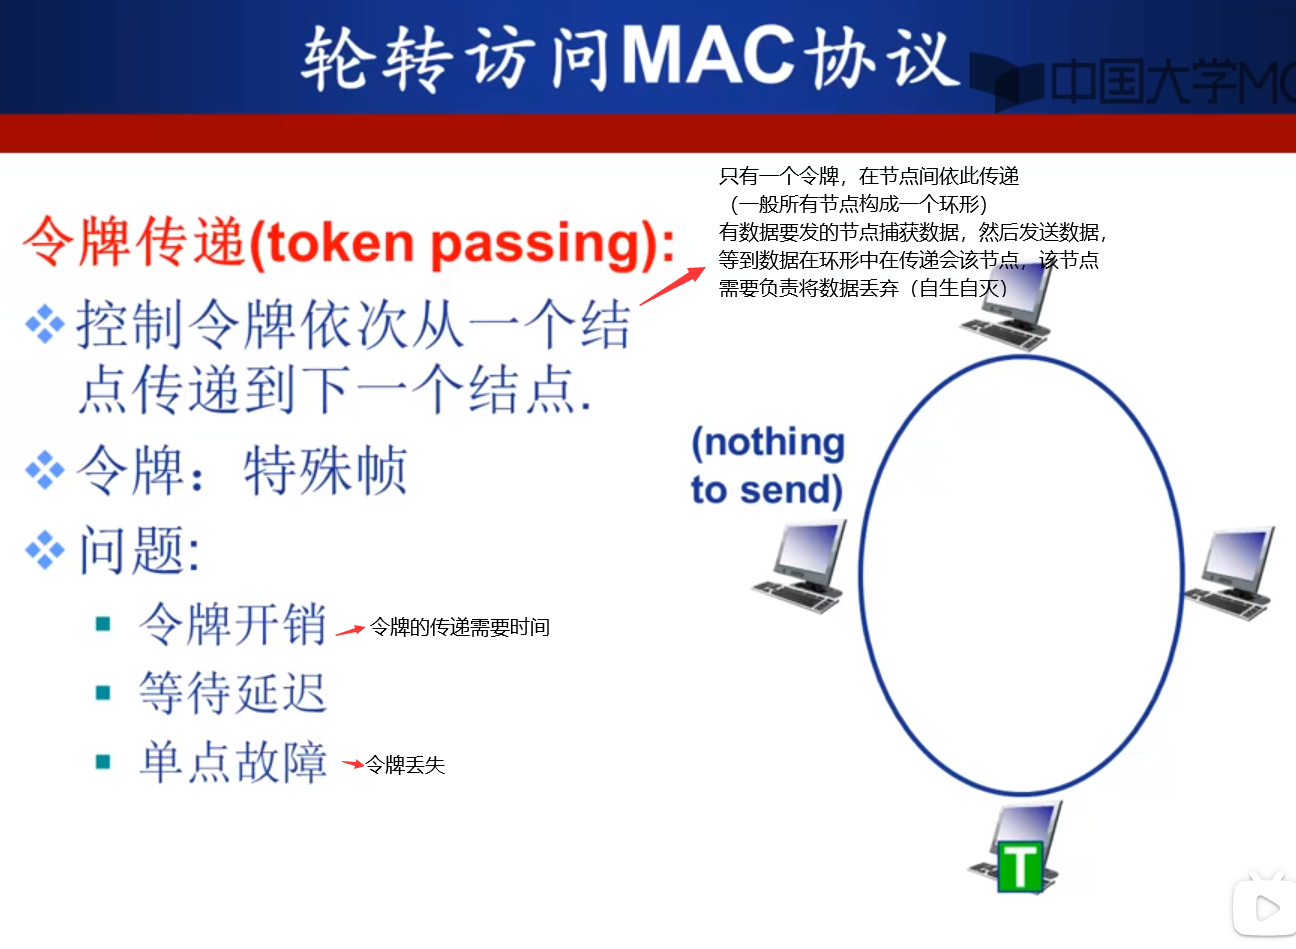 轮转访问MAC协议
中国大学MO
只有一个令牌，在节点间依此传递
（一般所有节点构成一个环形）
有数据要发的节点捕获数据，然后发送数据，
等到数据在环形中在传递会该节点，该节点
需要负责将数据丢弃（自生自灭）
令牌传递(token passing):
控制令牌依次从一个结
点传递到下一个结点.
令牌：特殊帧
问题:
令牌开销
令牌的传递需要时间
等待延迟
单点故障
令牌丢失
(nothing
to send)
T